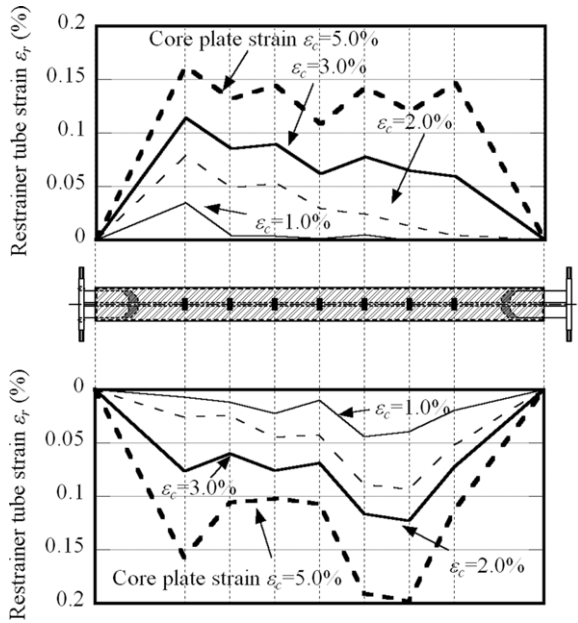 Restrainer tube strain εr (%)
0.2
0.15
0.1
0.05
0
Core plate strain εc=5.0%
εc=3.0%
εc=2.0%
εc=1.0%
Restrainer tube strain εr (%)
0
0.05
0.1
0.15
0.2
εc=1.0%
εc=3.0%
εc=2.0%
Core plate strain εc=5.0%